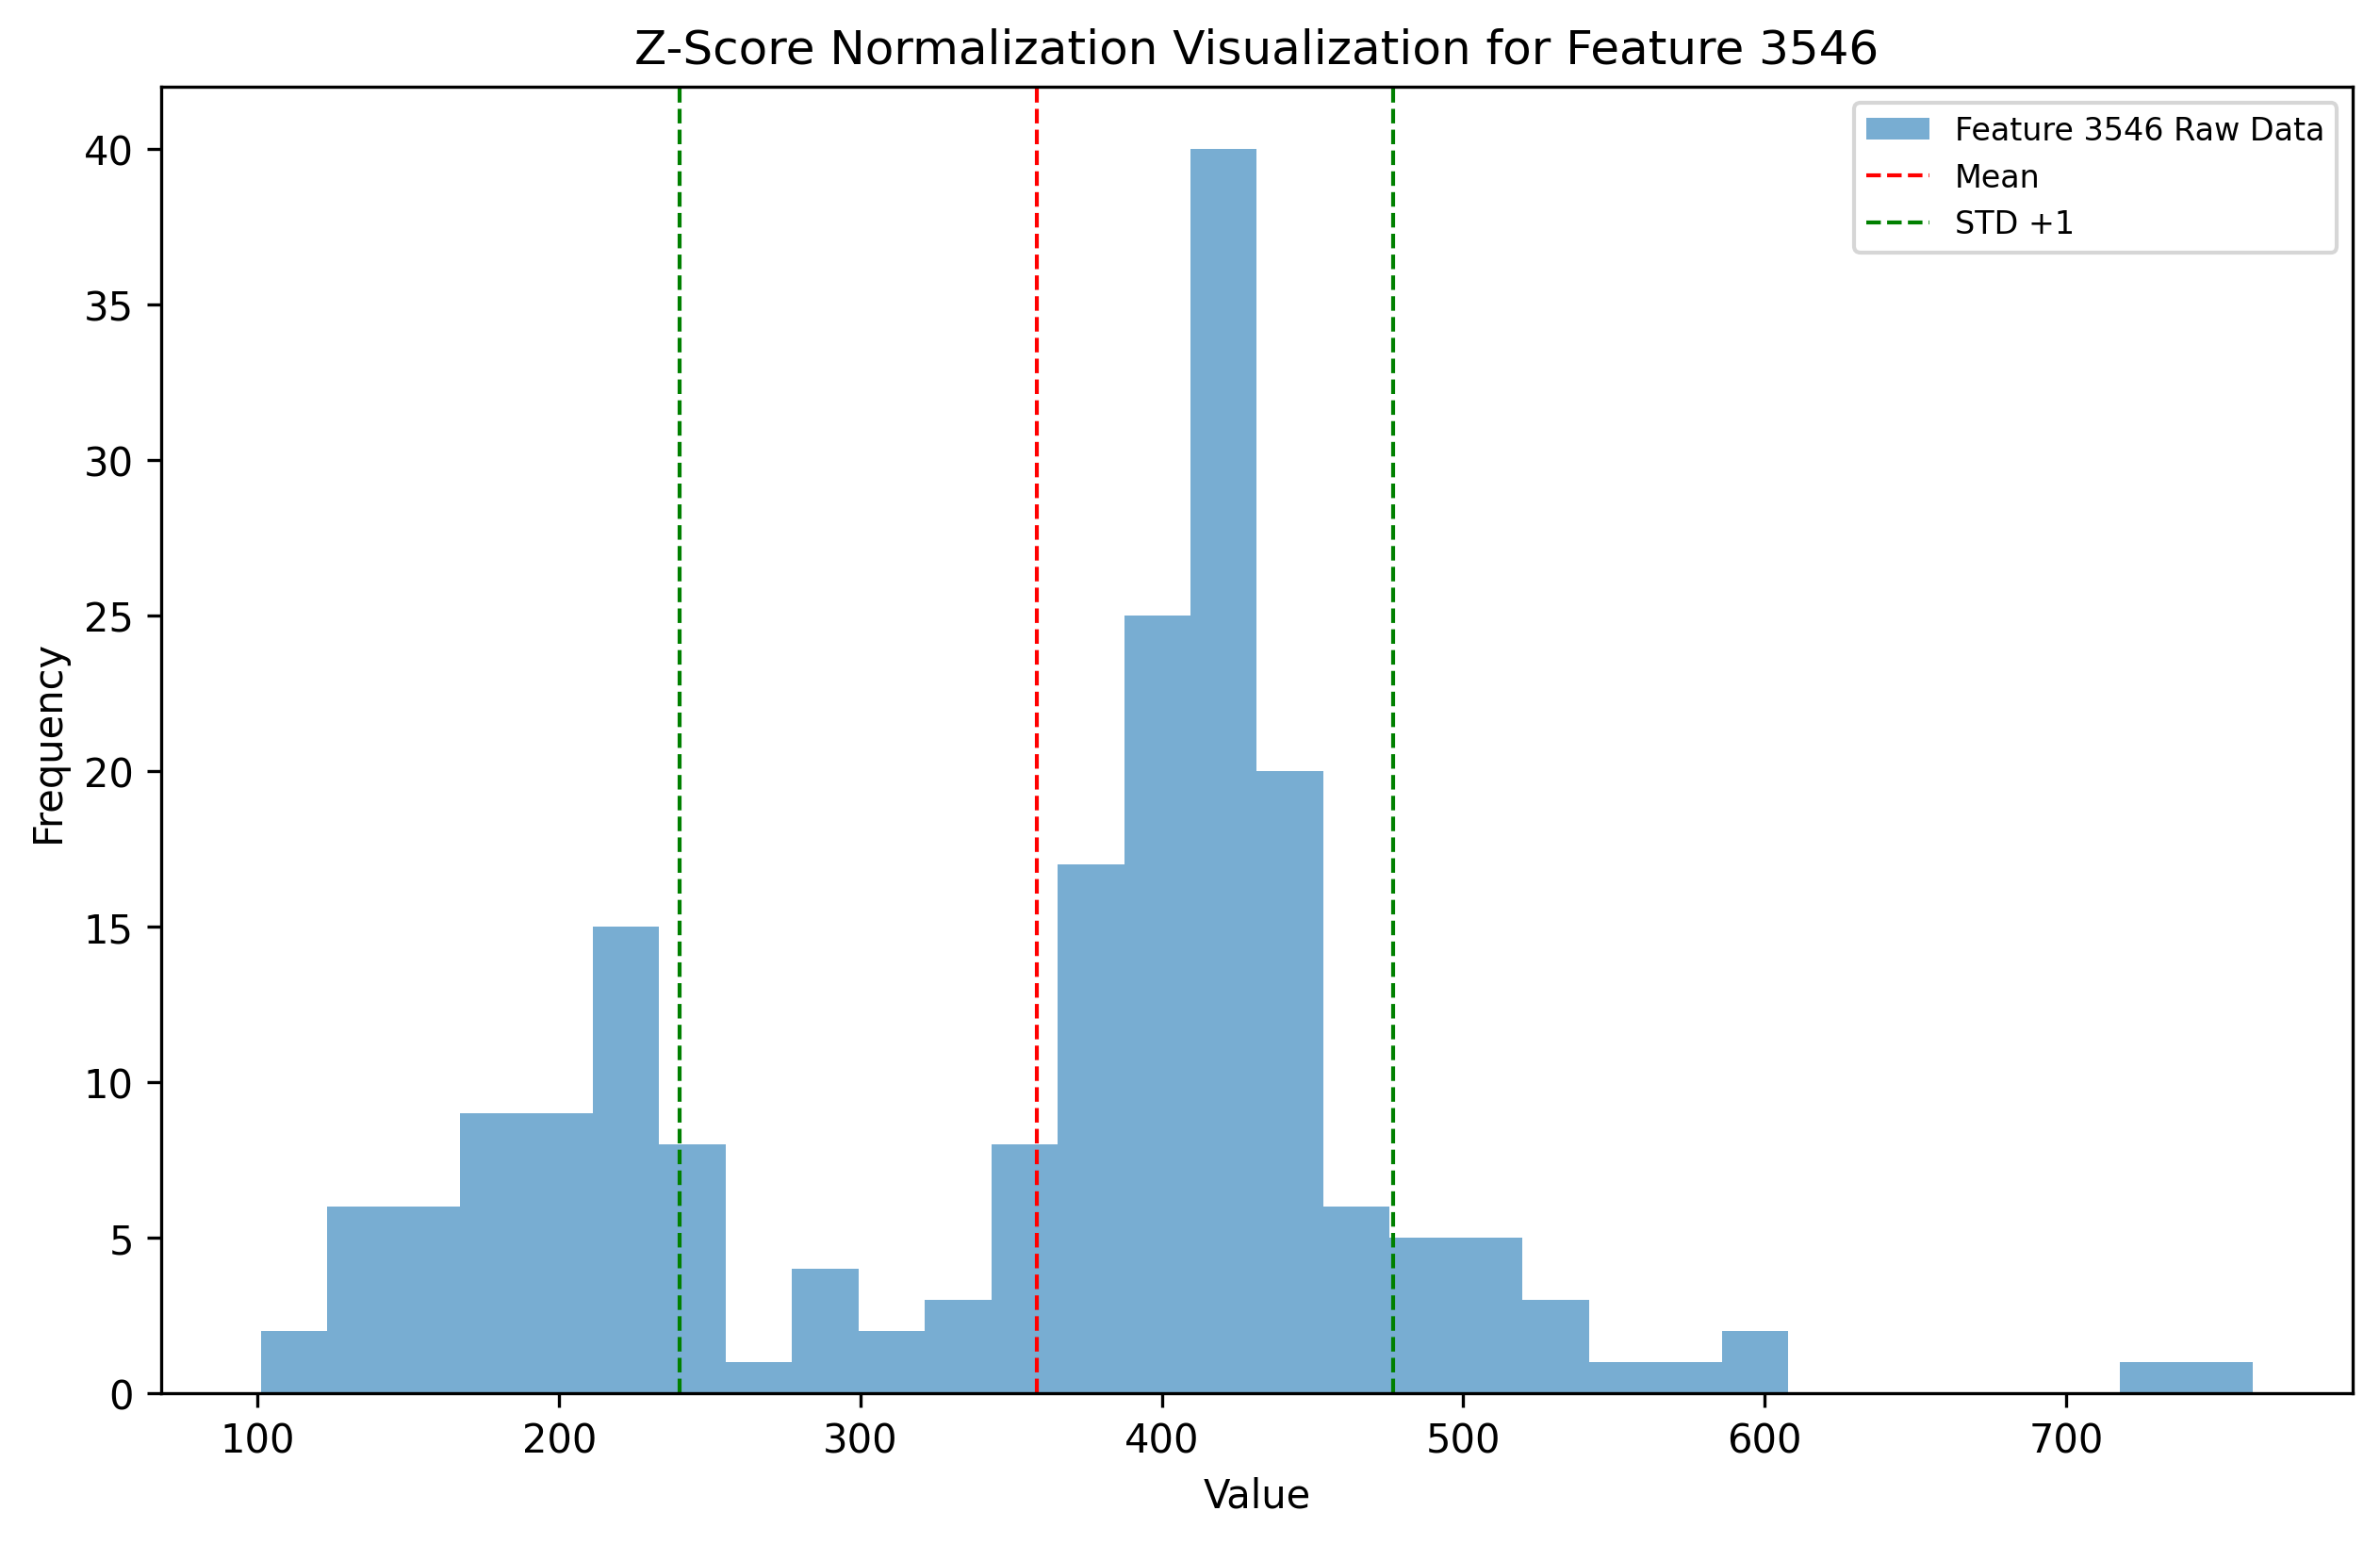 Z-Score Normalization Visualization for Feature 3546
Feature 3546 Raw Data
Mean
STD +1
40
35
30
25
20
15
10
5
0
Frequency
100 200 300 400 500 600 700
Value